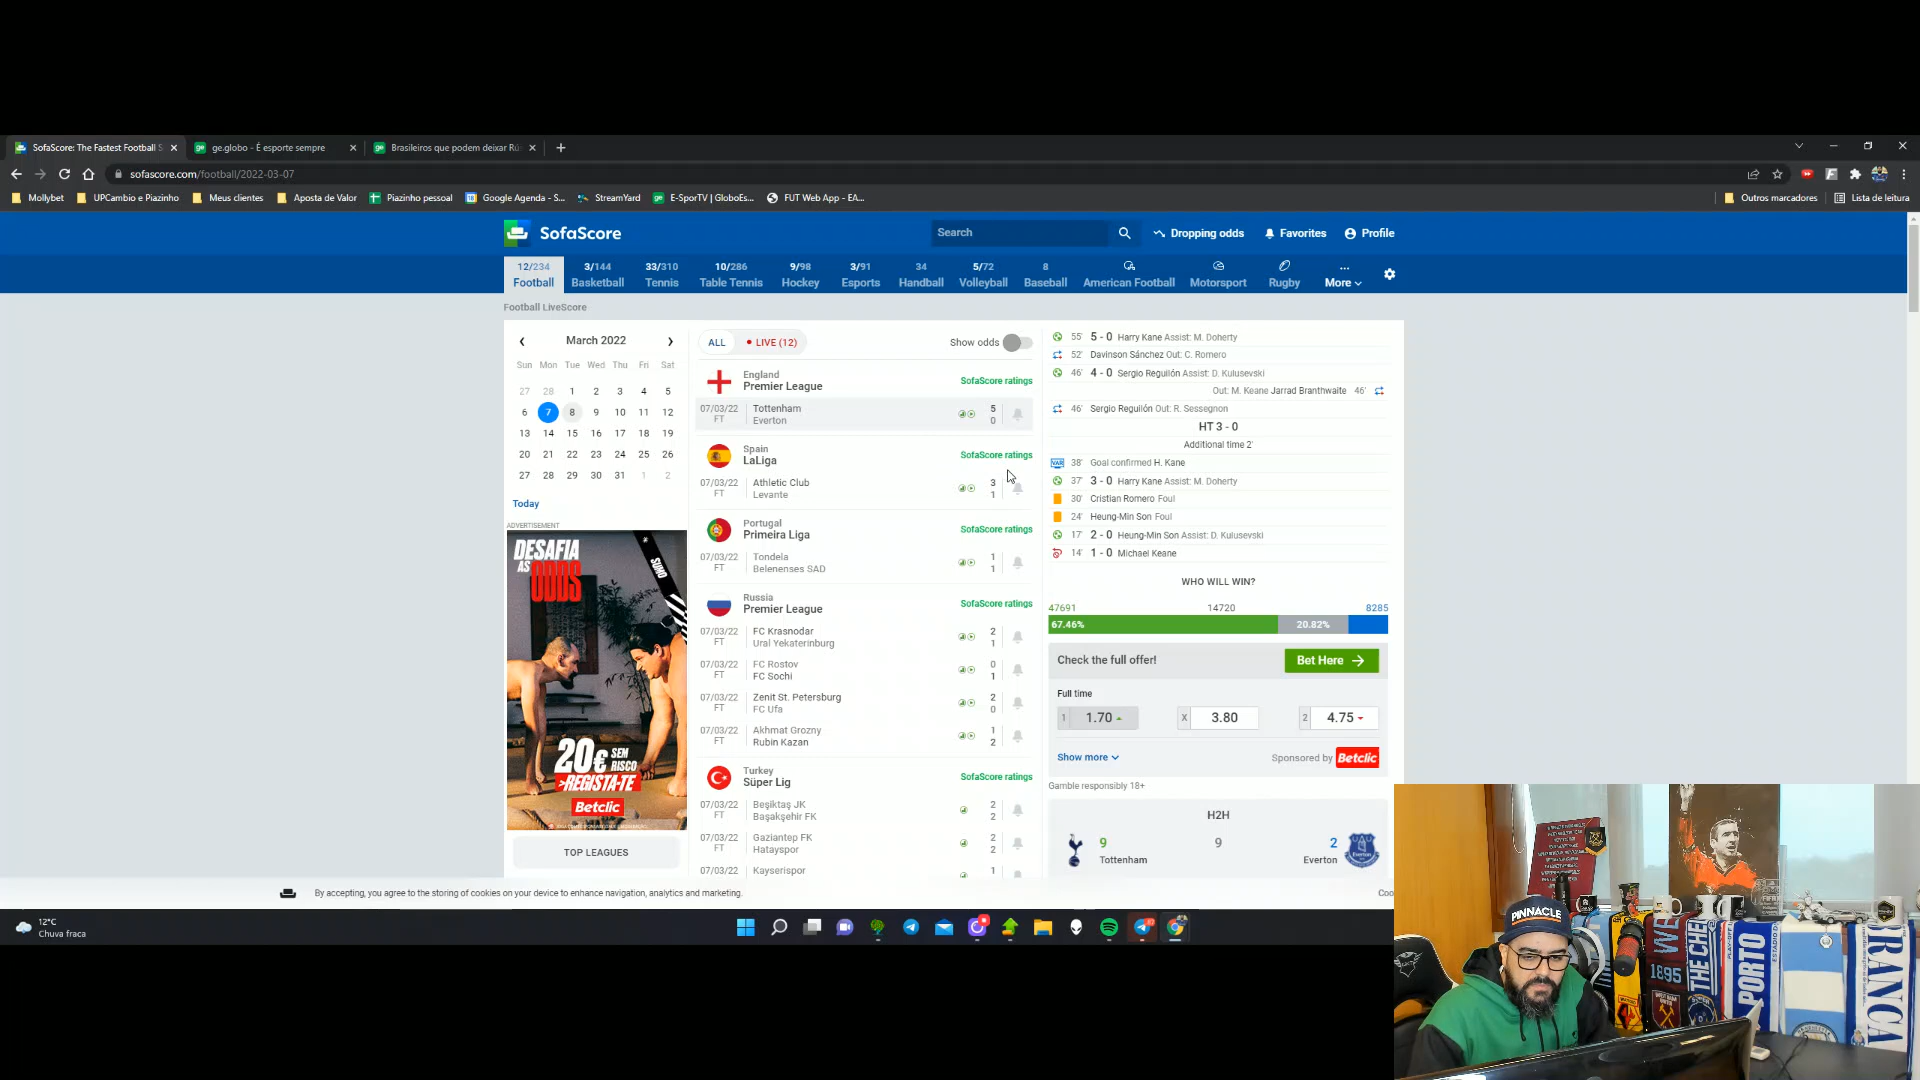 SofaScore: The Fastest Football S
ge.globo - É esporte sempre
Brasileiros que podem deixar Rús
sofascore.com/football/2022-03-07
Mollybet UPCambio e Piazinho Meus clientes Aposta de Valor Piazinho pessoal Google Agenda - S... StreamYard E-SporTV | GloboEs... FUT Web App - EA... Outros marcadores Lista de leitura
SofaScore
Search
Dropping odds Favorites Profile
12/234 3/144 33/310 10/286 9/98 3/91 34 5/72 8
Football Basketball Tennis Table Tennis Hockey Esports Handball Volleyball Baseball American Football Motorsport Rugby More
Football LiveScore
March 2022
Sun Mon Tue Wed Thu Fri Sat
27 28 1 2 3 4 5
6 7 8 9 10 11 12
13 14 15 16 17 18 19
20 21 22 23 24 25 26
27 28 29 30 31 1 2
Today
ADVERTISEMENT
DESAFIA
AS ODDS
SUMO
20€ SEM
RISCO
>REGISTA-TE
Betclic
TOP LEAGUES
ALL LIVE (12) Show odds
England
Premier League SofaScore ratings
07/03/22 Tottenham 5
FT Everton 0
Spain
LaLiga SofaScore ratings
07/03/22 Athletic Club 3
FT Levante 1
Portugal
Primeira Liga SofaScore ratings
07/03/22 Tondela 1
FT Belenenses SAD 1
Russia
Premier League SofaScore ratings
07/03/22 FC Krasnodar 2
FT Ural Yekaterinburg 1
07/03/22 FC Rostov 0
FT FC Sochi 1
07/03/22 Zenit St. Petersburg 2
FT FC Ufa 0
07/03/22 Akhmat Grozny 1
FT Rubin Kazan 2
Turkey
Süper Lig SofaScore ratings
07/03/22 Beşiktaş JK 2
FT Başakşehir FK 2
07/03/22 Gaziantep FK 2
FT Hatayspor 2
07/03/22 Kayserispor 1
55' 5 - 0 Harry Kane Assist: M. Doherty
52' Davinson Sánchez Out: C. Romero
46' 4 - 0 Sergio Reguilón Assist: D. Kulusevski
Out: M. Keane Jarrad Branthwaite 46'
46' Sergio Reguilón Out: R. Sessegnon
HT 3 - 0
Additional time 2'
VAR 38' Goal confirmed H. Kane
37' 3 - 0 Harry Kane Assist: M. Doherty
30' Cristian Romero Foul
24' Heung-Min Son Foul
17' 2 - 0 Heung-Min Son Assist: D. Kulusevski
14' 1 - 0 Michael Keane
WHO WILL WIN?
47691 14720 8285
67.46% 20.82%
Check the full offer! Bet Here
Full time
1 1.70 X 3.80 2 4.75
Show more Sponsored by Betclic
Gamble responsibly 18+
H2H
9 9 2
Tottenham Everton
By accepting, you agree to the storing of cookies on your device to enhance navigation, analytics and marketing. Coo
12°C
Chuva fraca
PINNACLE
WE
1895
THE CHE
PORTO
BRANCA